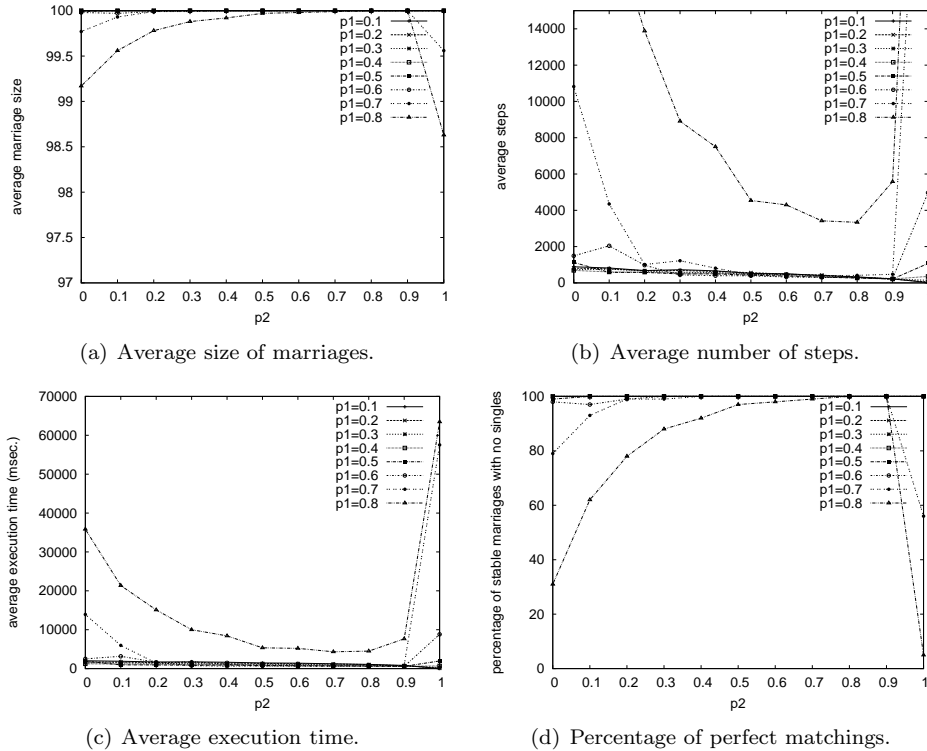 100
99.5
99
98.5
98
97.5
97
average marriage size
0 0.1 0.2 0.3 0.4 0.5 0.6 0.7 0.8 0.9 1
p2
p1=0.1
p1=0.2
p1=0.3
p1=0.4
p1=0.5
p1=0.6
p1=0.7
p1=0.8
(a) Average size of marriages.
14000
12000
10000
8000
6000
4000
2000
0
average steps
0 0.1 0.2 0.3 0.4 0.5 0.6 0.7 0.8 0.9
p2
p1=0.1
p1=0.2
p1=0.3
p1=0.4
p1=0.5
p1=0.6
p1=0.7
p1=0.8
(b) Average number of steps.
70000
60000
50000
40000
30000
20000
10000
0
average execution time (msec.)
0 0.1 0.2 0.3 0.4 0.5 0.6 0.7 0.8 0.9 1
p2
p1=0.1
p1=0.2
p1=0.3
p1=0.4
p1=0.5
p1=0.6
p1=0.7
p1=0.8
(c) Average execution time.
100
80
60
40
20
0
percentage of stable marriages with no singles
0 0.1 0.2 0.3 0.4 0.5 0.6 0.7 0.8 0.9 1
p2
p1=0.1
p1=0.2
p1=0.3
p1=0.4
p1=0.5
p1=0.6
p1=0.7
p1=0.8
(d) Percentage of perfect matchings.